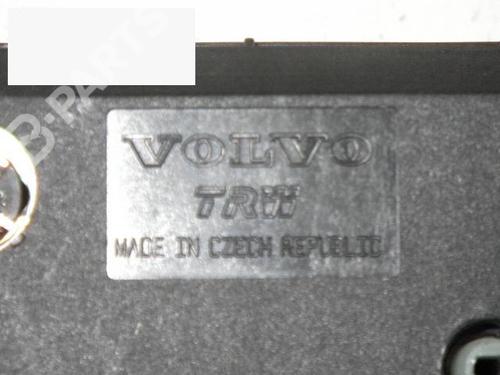 B-PARTS
VOLVO
TRW
MADE IN CZECH REPUBLIC